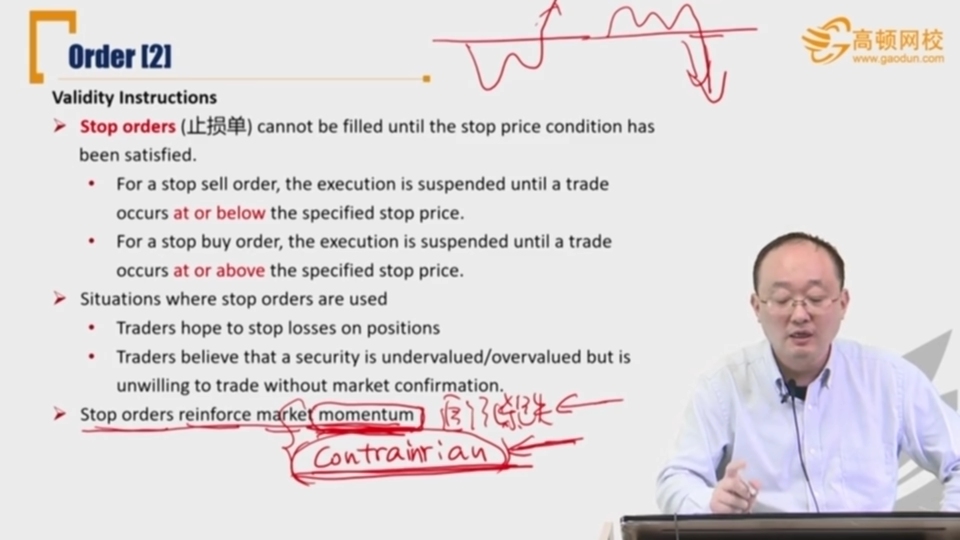 Order [2]
高顿网校
www.gaodun.com
Validity Instructions
Stop orders (止损单) cannot be filled until the stop price condition has
been satisfied.
For a stop sell order, the execution is suspended until a trade
occurs at or below the specified stop price.
For a stop buy order, the execution is suspended until a trade
occurs at or above the specified stop price.
Situations where stop orders are used
Traders hope to stop losses on positions
Traders believe that a security is undervalued/overvalued but is
unwilling to trade without market confirmation.
Stop orders reinforce market momentum
Contrainrian